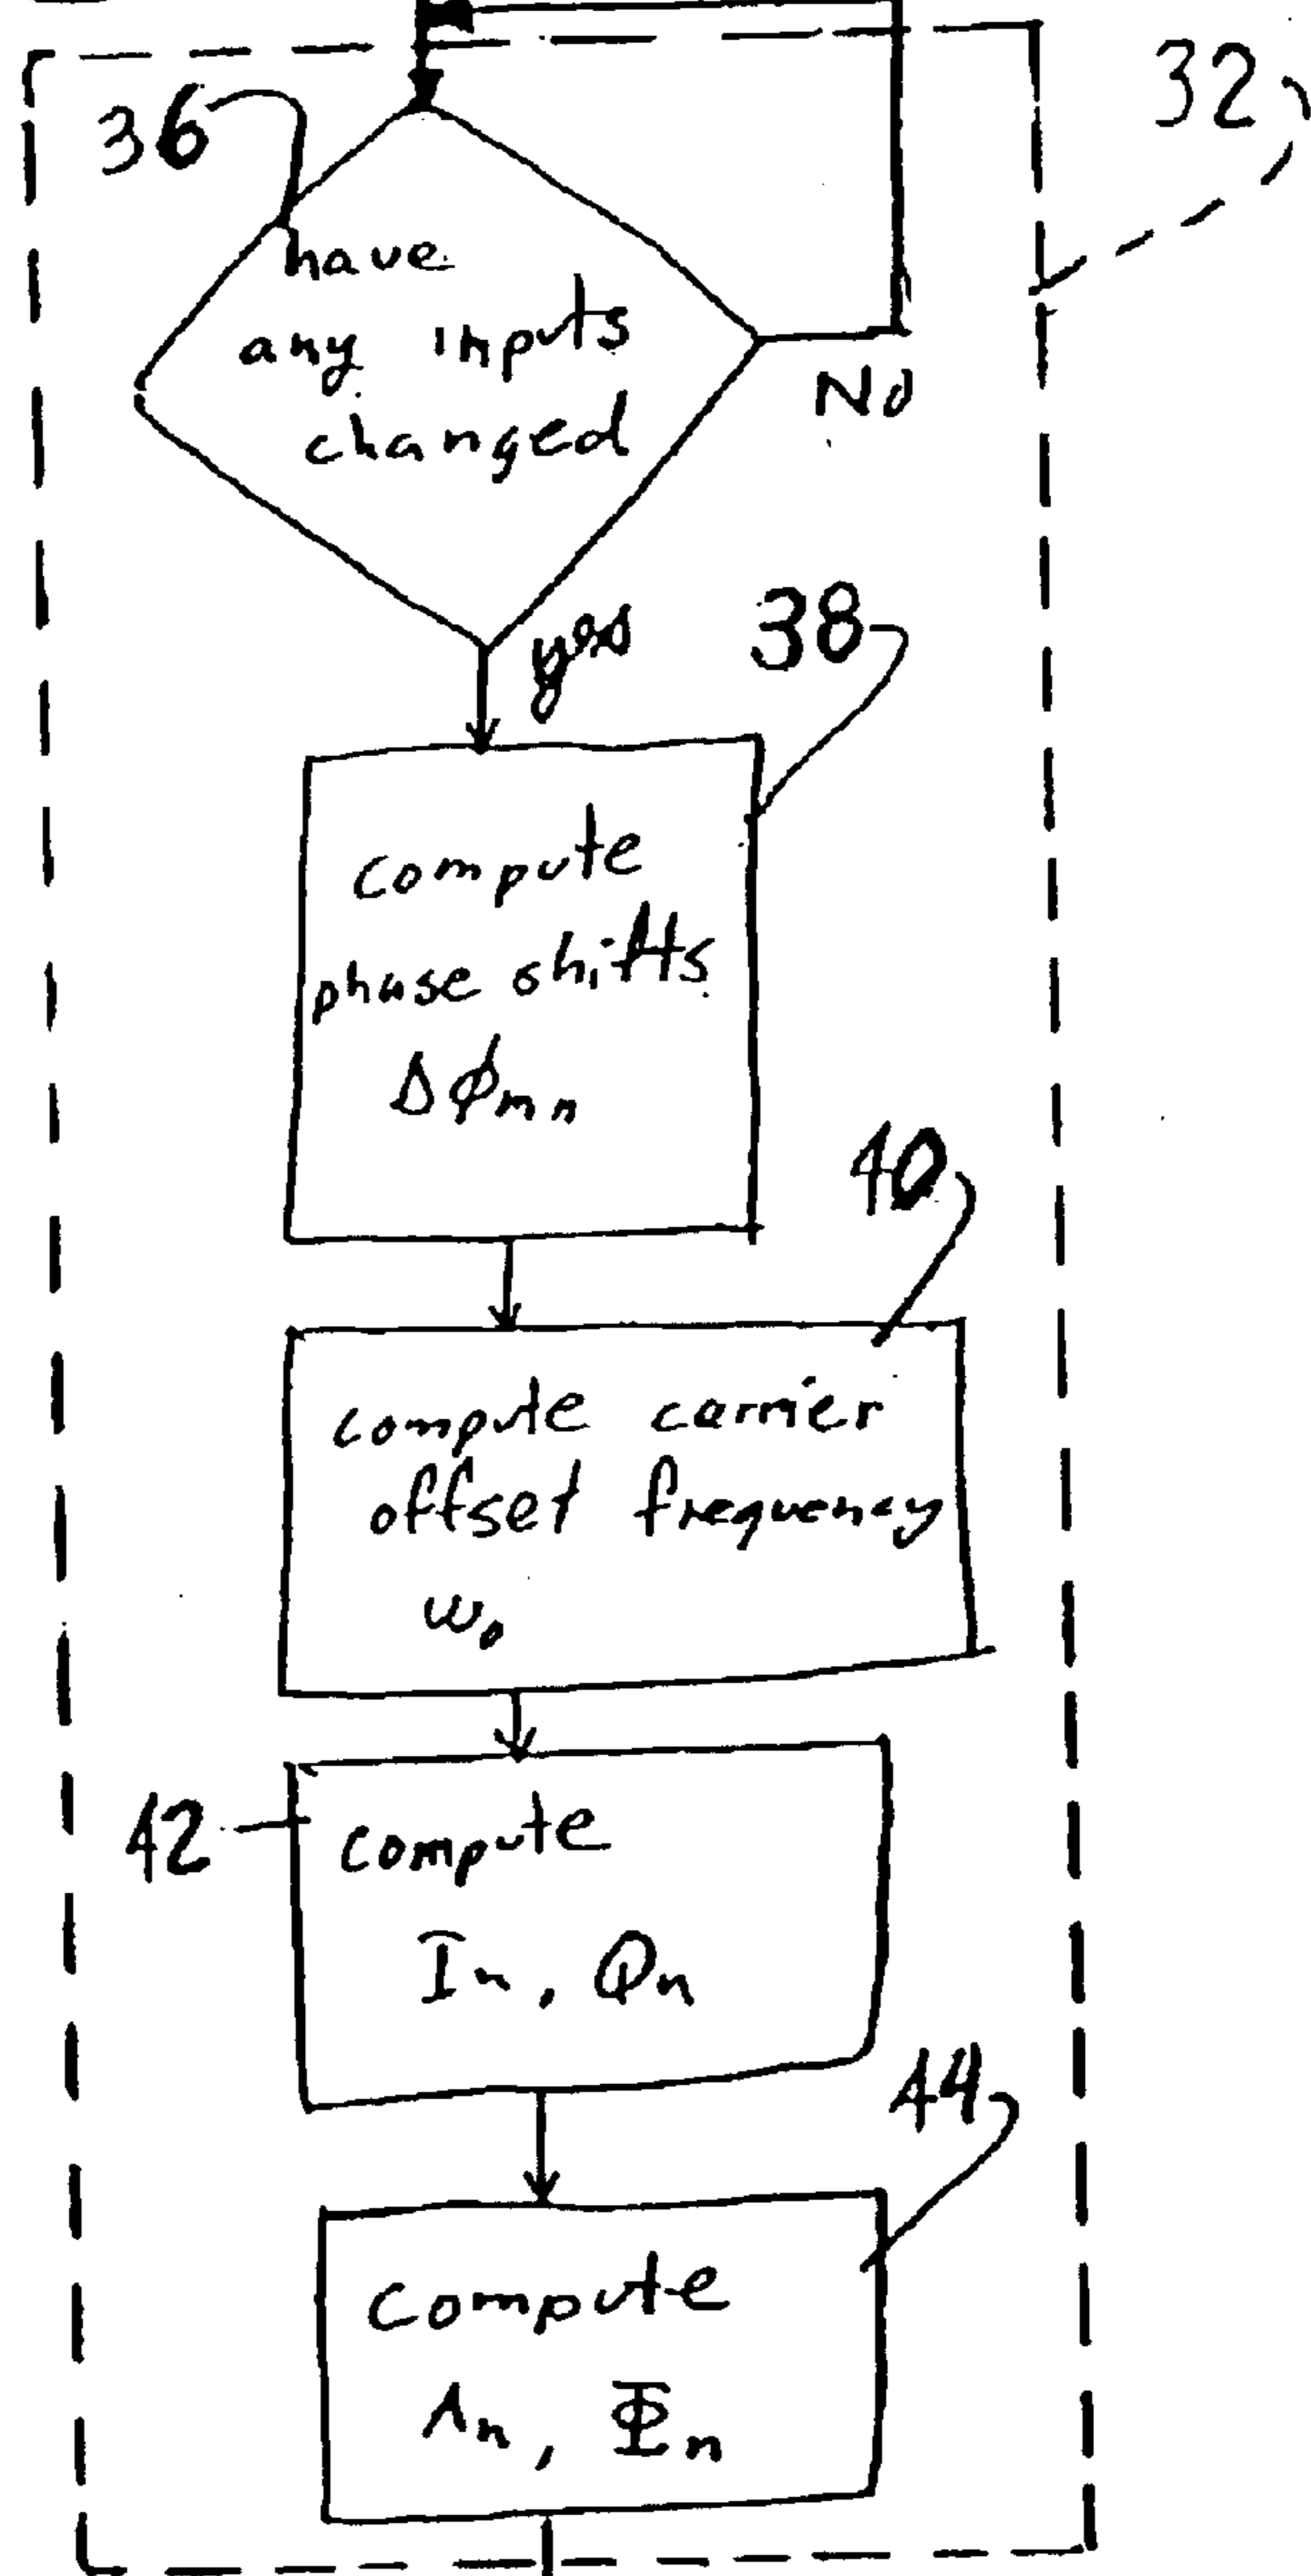 32
36
have
any inputs
changed
No
yes
38
compute
phase shifts
Δϕmn
40
compute carrier
offset frequency
ω₀
42
compute
In, Qn
44
Compute
Λn, Φn